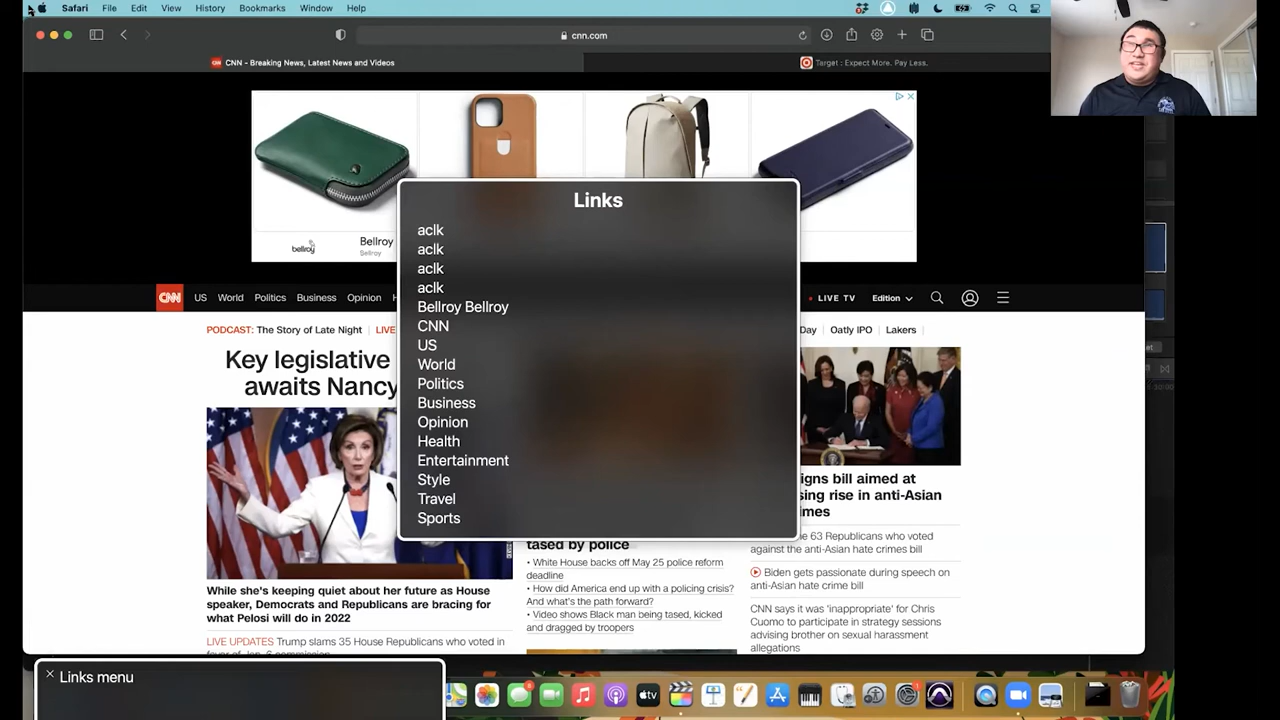 Safari File Edit View History Bookmarks Window Help
cnn.com
CNN - Breaking News, Latest News and Videos
Target : Expect More. Pay Less.
bellroy
Bellroy
Bellroy
CNN US World Politics Business Opinion H
LIVE TV Edition
PODCAST: The Story of Late Night | LIVE
Day | Oatly IPO | Lakers |
Key legislative
awaits Nancy
While she's keeping quiet about her future as House
speaker, Democrats and Republicans are bracing for
what Pelosi will do in 2022
LIVE UPDATES Trump slams 35 House Republicans who voted in
Links
aclk
aclk
aclk
aclk
Bellroy Bellroy
CNN
US
World
Politics
Business
Opinion
Health
Entertainment
Style
Travel
Sports
tased by police
• White House backs off May 25 police reform
deadline
• How did America end up with a policing crisis?
And what's the path forward?
• Video shows Black man being tased, kicked
and dragged by troopers
igns bill aimed at
sing rise in anti-Asian
imes
e 63 Republicans who voted
against the anti-Asian hate crimes bill
Biden gets passionate during speech on
anti-Asian hate crime bill
CNN says it was 'inappropriate' for Chris
Cuomo to participate in strategy sessions
advising brother on sexual harassment
allegations
Links menu
tv